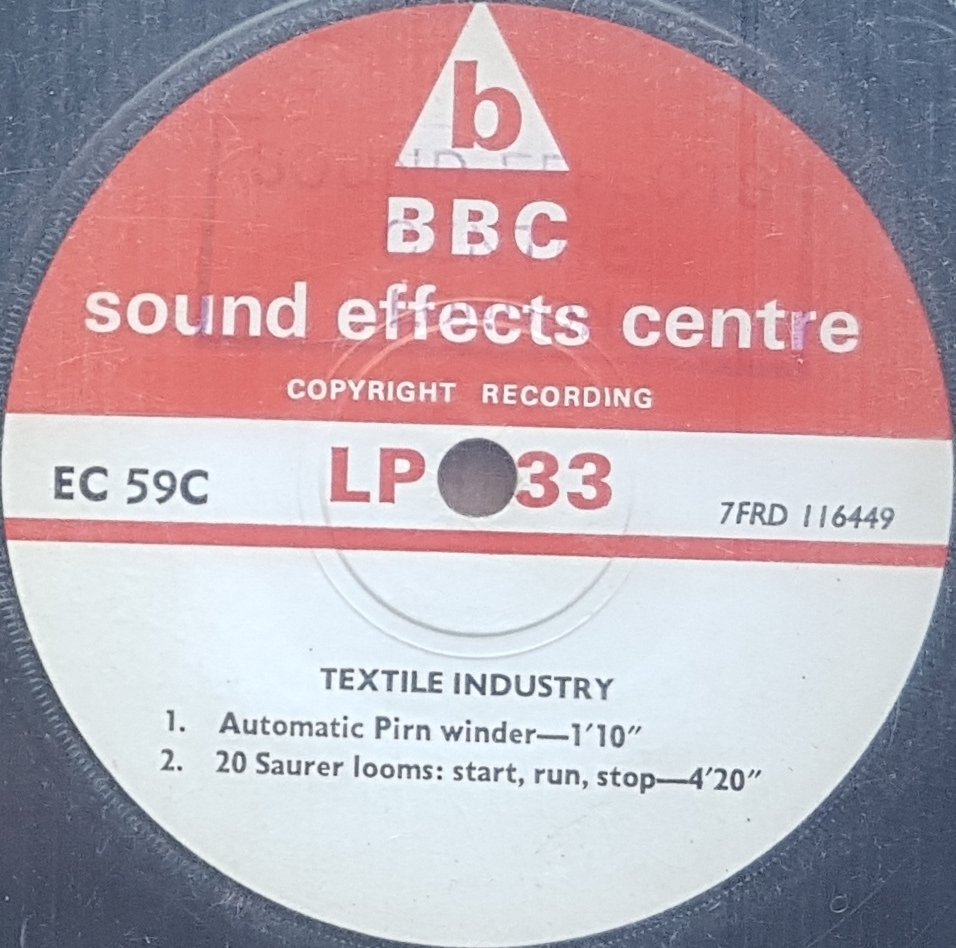 b
BBC
sound effects centre
COPYRIGHT RECORDING
EC 59C LP 33 7FRD 116449
TEXTILE INDUSTRY
1. Automatic Pirn winder—1′10″
2. 20 Saurer looms: start, run, stop—4′20″